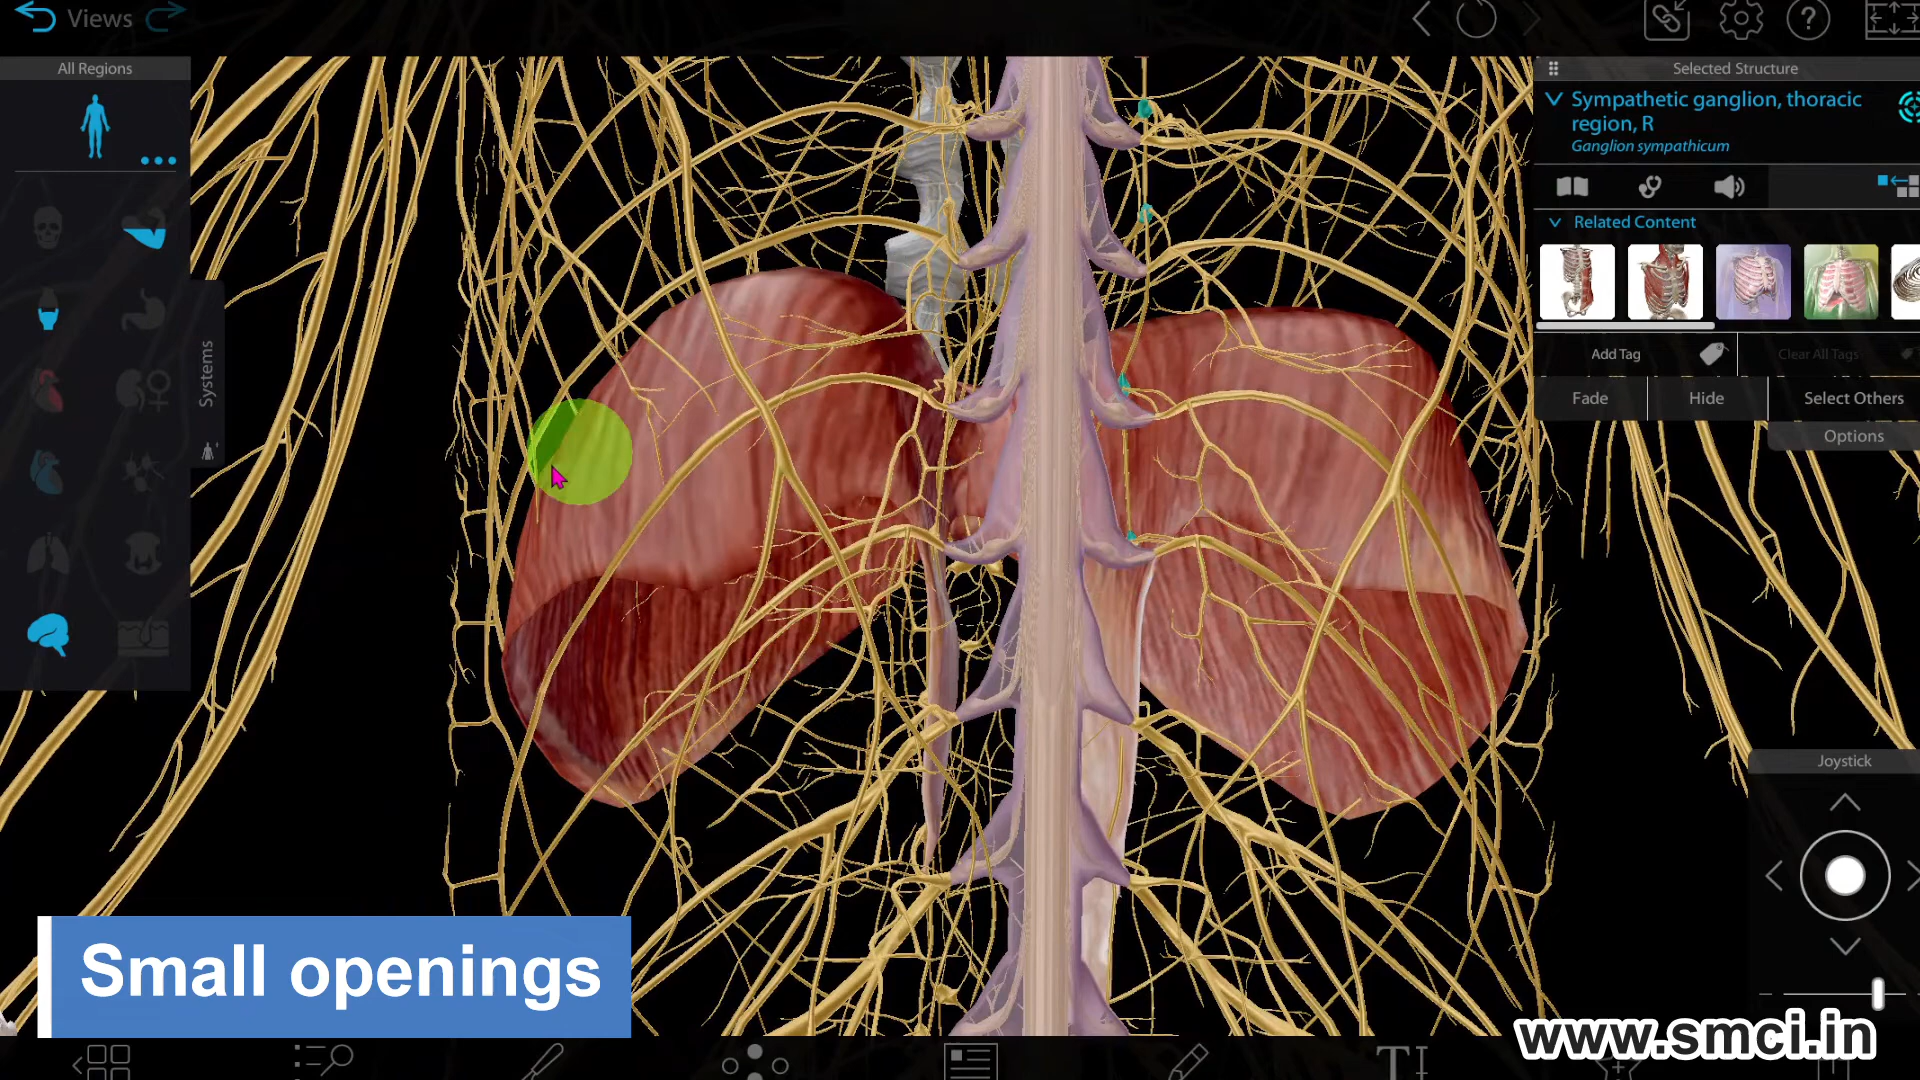 Views
All Regions
Systems
Selected Structure
Sympathetic ganglion, thoracic
region, R
Ganglion sympathicum
Related Content
Add Tag
Clear All Tags
Fade
Hide
Select Others
Options
Joystick
Small openings
www.smci.in